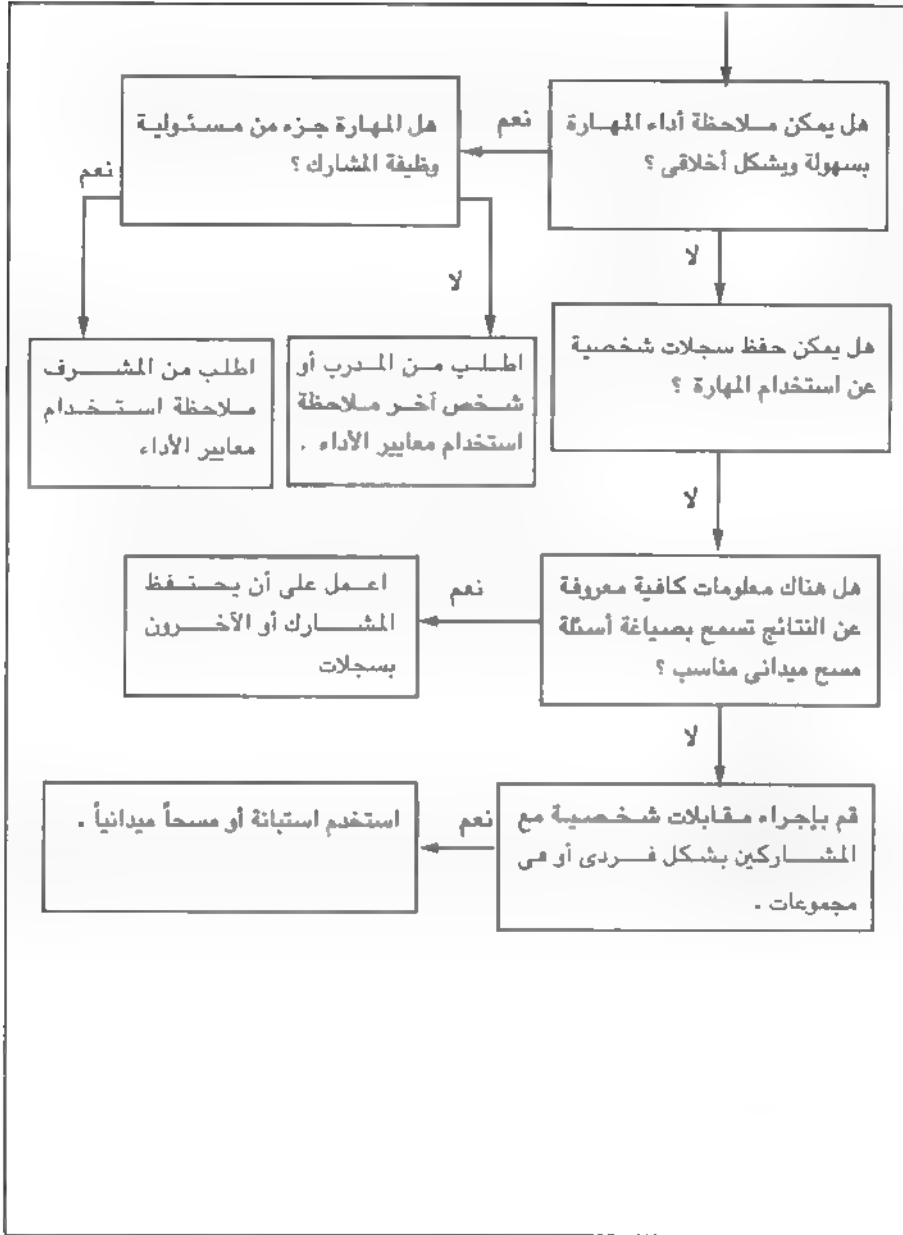 هل يمكن ملاحظة أداء المهارة
بسهولة وبشكل أخلاقى ؟
نعم
هل المهارة جزء من مسئولية
وظيفة المشارك ؟
نعم
لا
لا
هل يمكن حفظ سجلات شخصية
عن استخدام المهارة ؟
اطلب من المدرب أو
شخص آخر ملاحظة
استخدام معايير الأداء .
اطلب من المشرف
ملاحظة استخدام
معايير الأداء
لا
هل هناك معلومات كافية معروفة
عن النتائج تسمح بصياغة أسئلة
مسح ميدانى مناسب ؟
نعم
اعمل على أن يحتفظ
المشارك أو الآخرون
بسجلات
لا
قم بإجراء مقابلات شخصية مع
المشاركين بشكل فردى أو فى
مجموعات .
نعم
استخدم استبانة أو مسحاً ميدانياً .